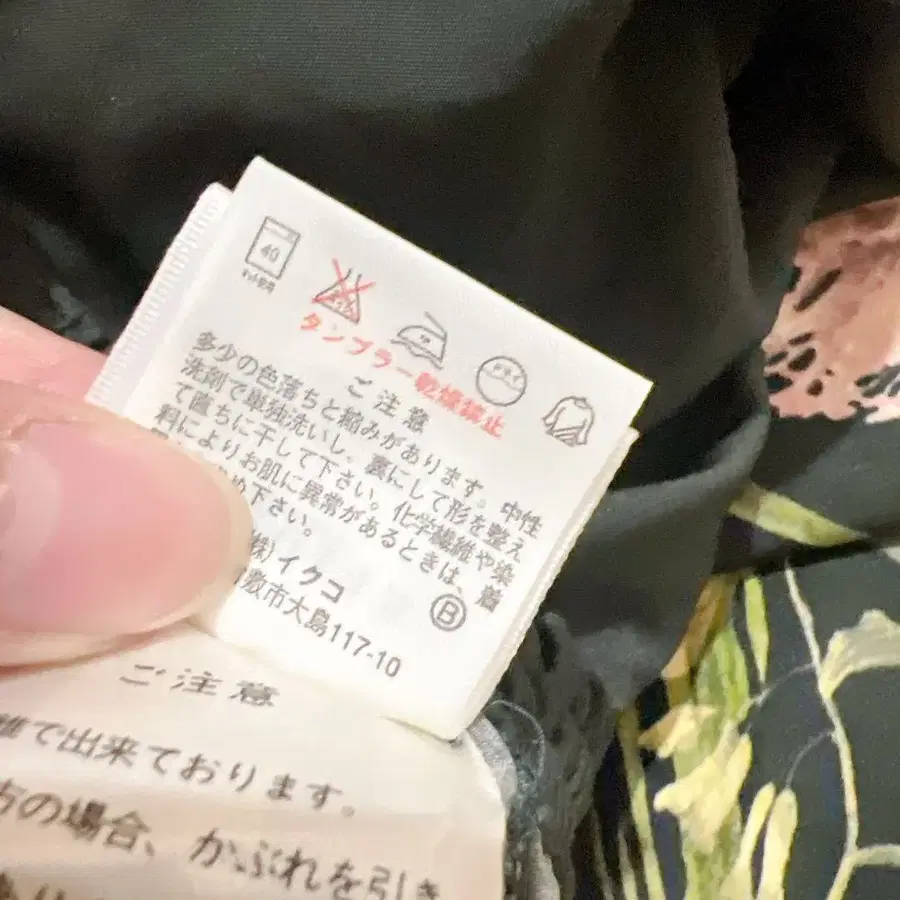 40
タンブラー乾燥禁止
ご注意
多少の色落ちと縮みがあります。中性
洗剤で単独洗いし。裏にして形を整え
て直ちに干して下さい。化学繊維や染
料によりお肌に異常があるときは、着
下さい。
(株)イクコ
敷市大島117-10
B
ご注意
で出来ております。
方の場合、かぶれを引き